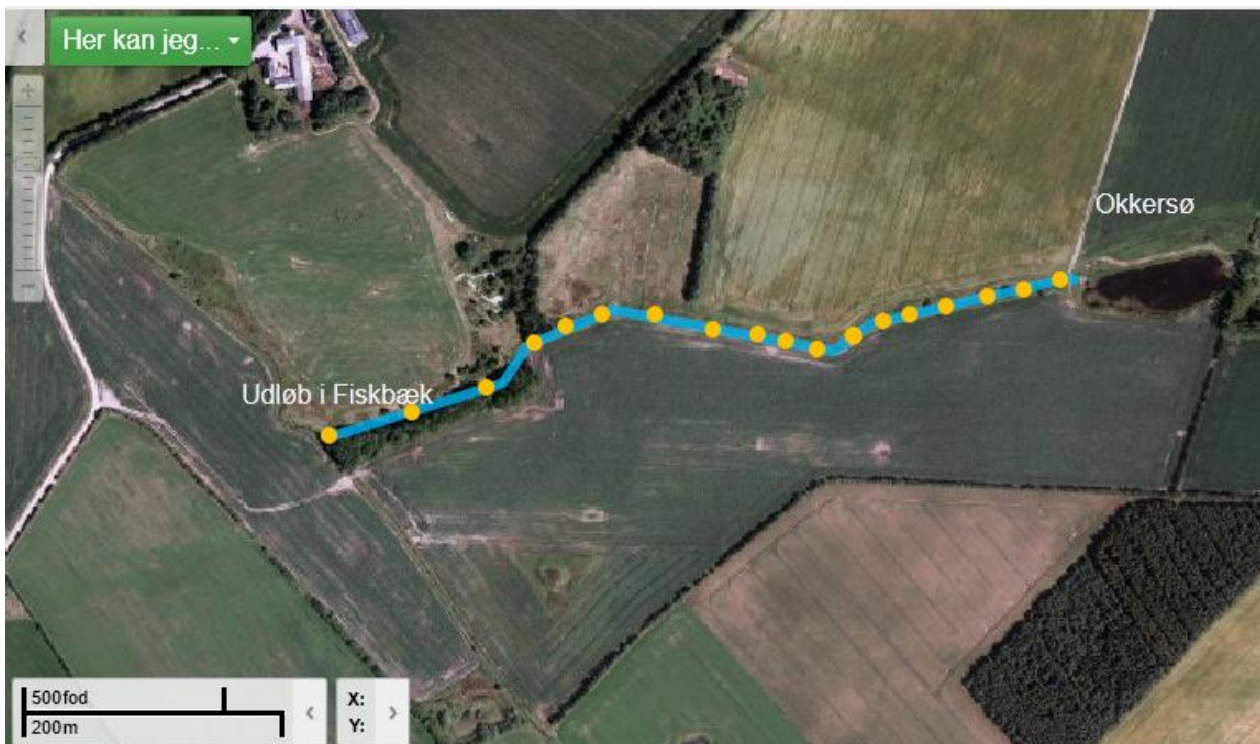 Her kan jeg...
Okkersø
Udløb i Fiskbæk
500fod
200m
X:
Y: